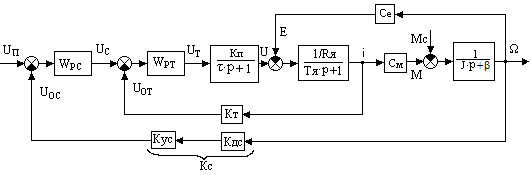 Cе
E
Mс
UП
WРС
UС
WРТ
UТ
Kп
τ·p+1
U
1/Rя
Tя·p+1
i
Cм
M
1
J·p+β
Ω
UОС
UОТ
Kт
Kус
Kдс
Kс